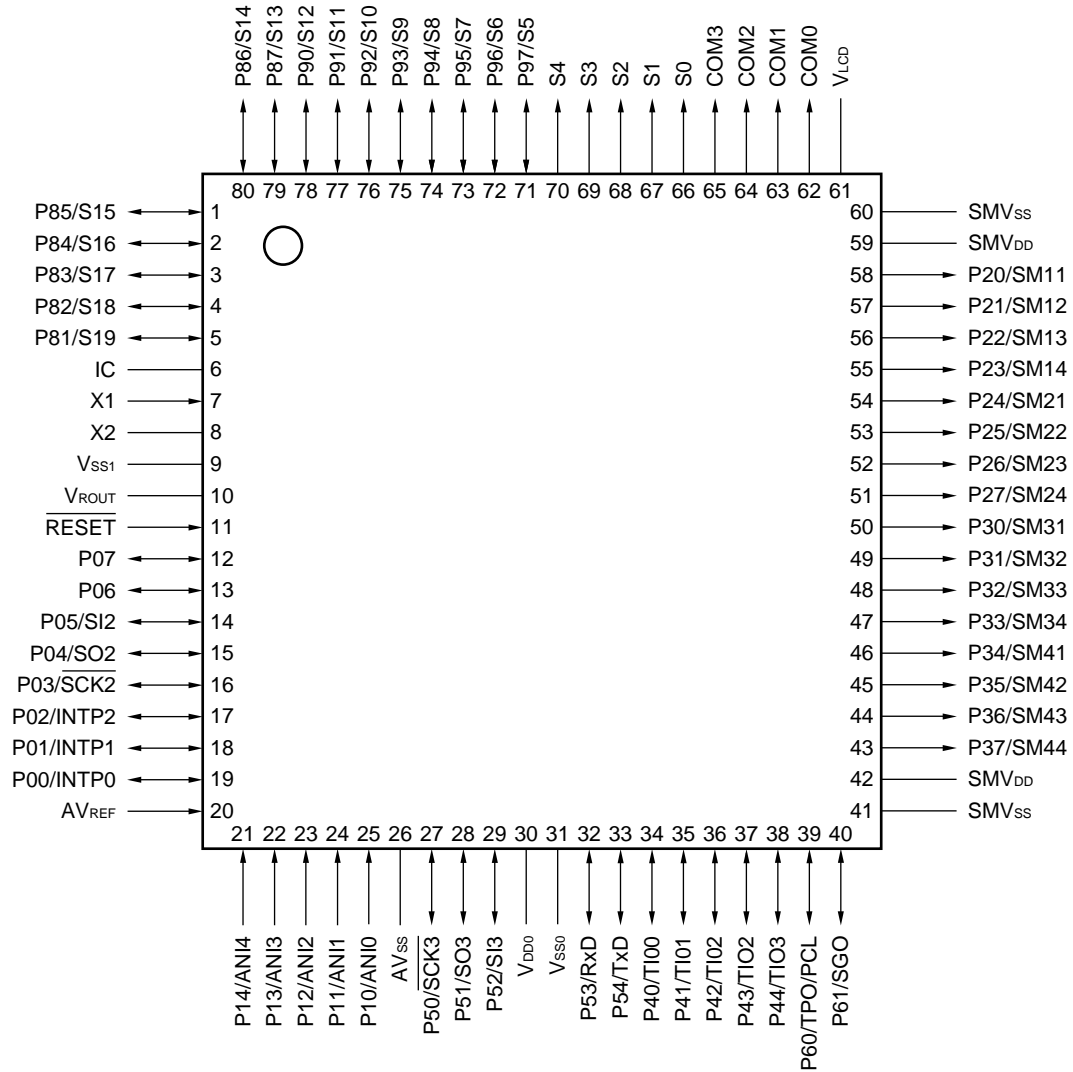 P86/S14
P87/S13
P90/S12
P91/S11
P92/S10
P93/S9
P94/S8
P95/S7
P96/S6
P97/S5
S4
S3
S2
S1
S0
COM3
COM2
COM1
COM0
VLCD
80 79 78 77 76 75 74 73 72 71 70 69 68 67 66 65 64 63 62 61
P85/S15 1
P84/S16 2
P83/S17 3
P82/S18 4
P81/S19 5
IC 6
X1 7
X2 8
VSS1 9
VROUT 10
RESET 11
P07 12
P06 13
P05/SI2 14
P04/SO2 15
P03/SCK2 16
P02/INTP2 17
P01/INTP1 18
P00/INTP0 19
AVREF 20
60 SMVSS
59 SMVDD
58 P20/SM11
57 P21/SM12
56 P22/SM13
55 P23/SM14
54 P24/SM21
53 P25/SM22
52 P26/SM23
51 P27/SM24
50 P30/SM31
49 P31/SM32
48 P32/SM33
47 P33/SM34
46 P34/SM41
45 P35/SM42
44 P36/SM43
43 P37/SM44
42 SMVDD
41 SMVSS
21 22 23 24 25 26 27 28 29 30 31 32 33 34 35 36 37 38 39 40
P14/ANI4
P13/ANI3
P12/ANI2
P11/ANI1
P10/ANI0
AVSS
P50/SCK3
P51/SO3
P52/SI3
VDD0
VSS0
P53/RxD
P54/TxD
P40/TI00
P41/TI01
P42/TI02
P43/TIO2
P44/TIO3
P60/TPO/PCL
P61/SGO